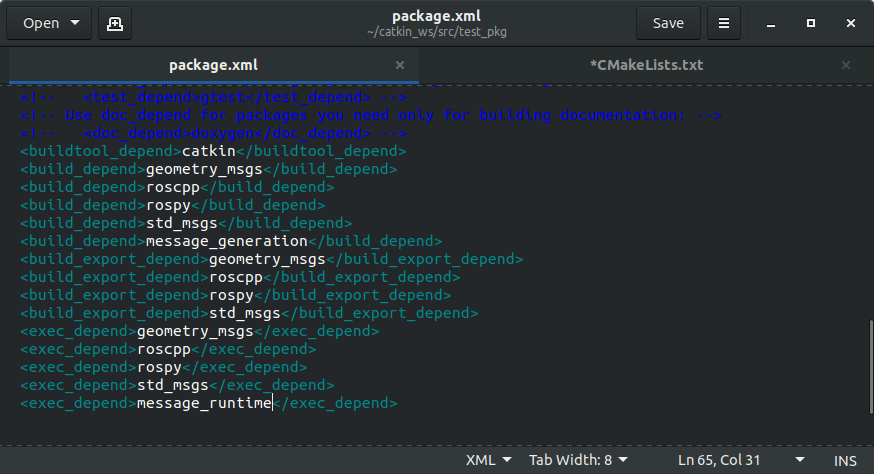 Open
package.xml
~/catkin_ws/src/test_pkg
Save
package.xml
*CMakeLists.txt
<!--   <test_depend>gtest</test_depend> -->
<!-- Use doc_depend for packages you need only for building documentation: -->
<!--   <doc_depend>doxygen</doc_depend> -->
<buildtool_depend>catkin</buildtool_depend>
<build_depend>geometry_msgs</build_depend>
<build_depend>roscpp</build_depend>
<build_depend>rospy</build_depend>
<build_depend>std_msgs</build_depend>
<build_depend>message_generation</build_depend>
<build_export_depend>geometry_msgs</build_export_depend>
<build_export_depend>roscpp</build_export_depend>
<build_export_depend>rospy</build_export_depend>
<build_export_depend>std_msgs</build_export_depend>
<exec_depend>geometry_msgs</exec_depend>
<exec_depend>roscpp</exec_depend>
<exec_depend>rospy</exec_depend>
<exec_depend>std_msgs</exec_depend>
<exec_depend>message_runtime</exec_depend>
XML Tab Width: 8 Ln 65, Col 31 INS